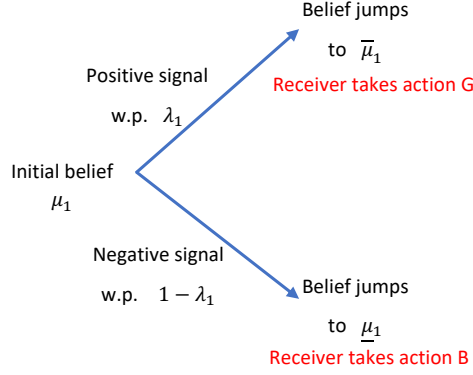 Belief jumps
to μ̅₁
Receiver takes action G
Positive signal
w.p. λ₁
Initial belief
μ₁
Negative signal
w.p. 1 − λ₁
Belief jumps
to μ̲₁
Receiver takes action B